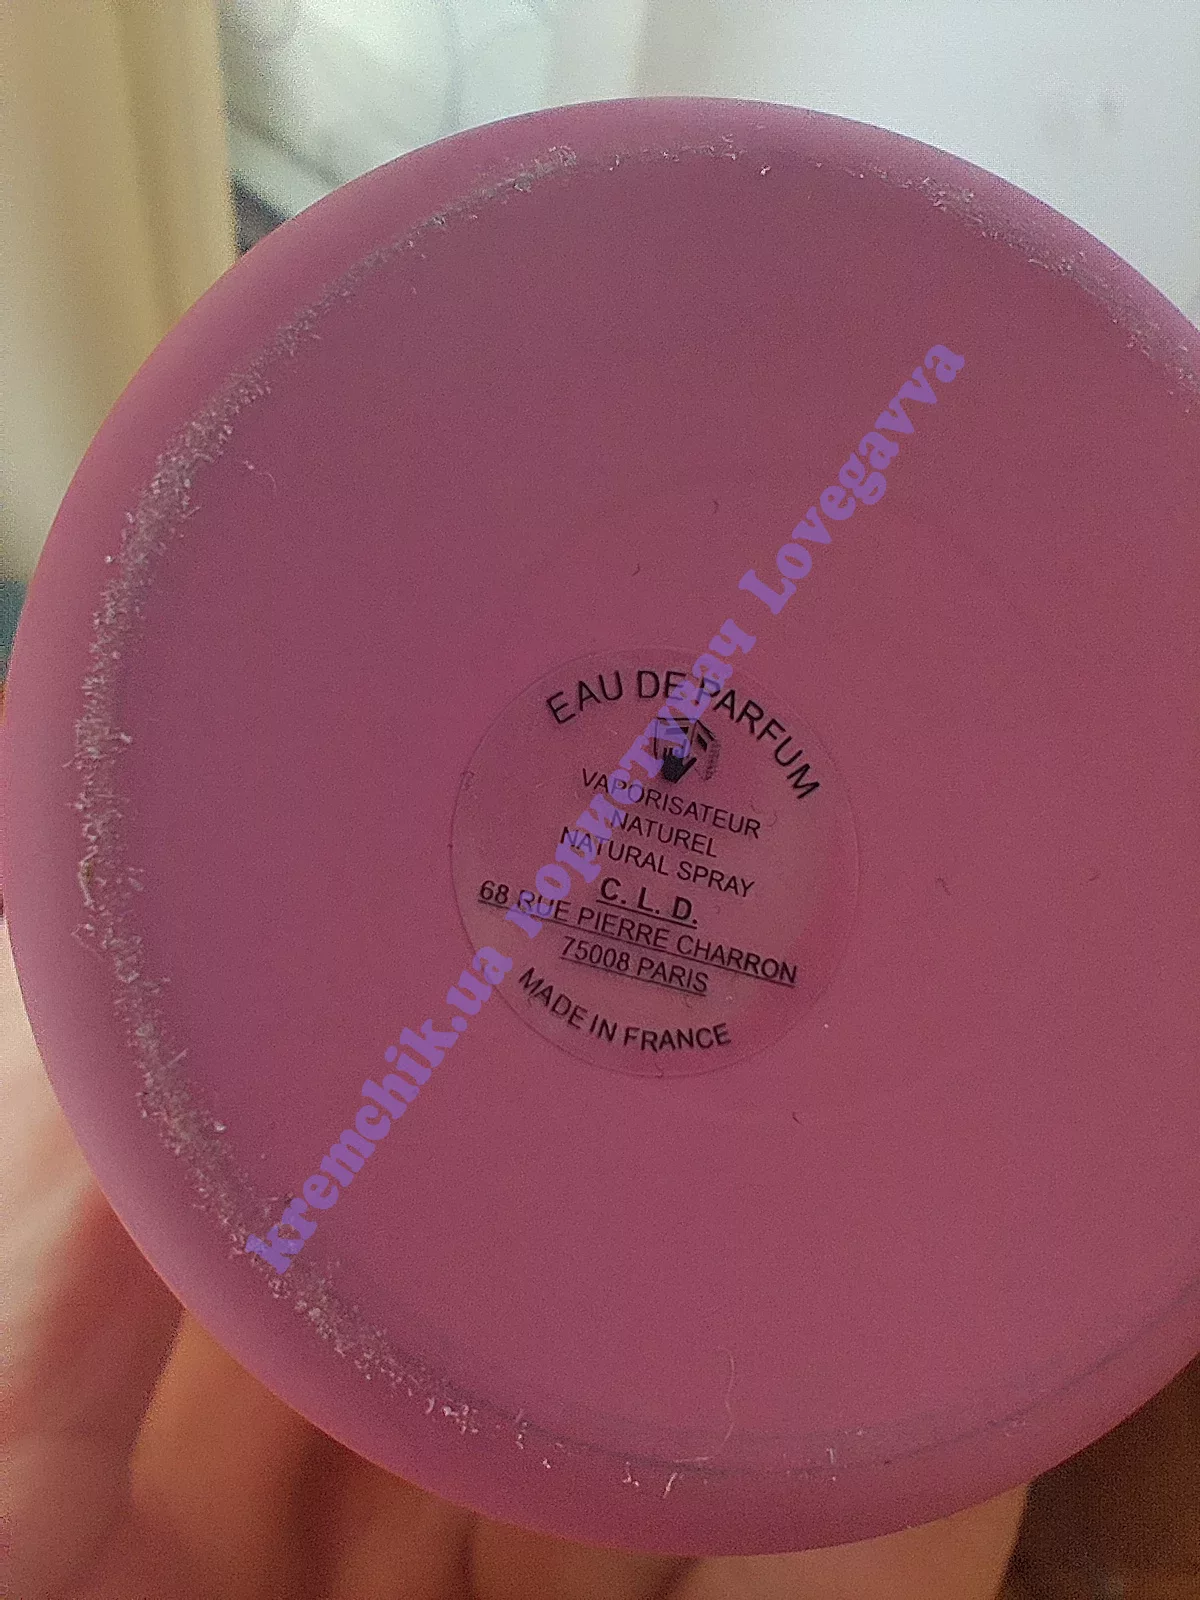 EAU DE PARFUM
VAPORISATEUR
NATUREL
NATURAL SPRAY
C. L. D.
68 RUE PIERRE CHARRON
75008 PARIS
MADE IN FRANCE
kremchik.ua користувач Lovegavva